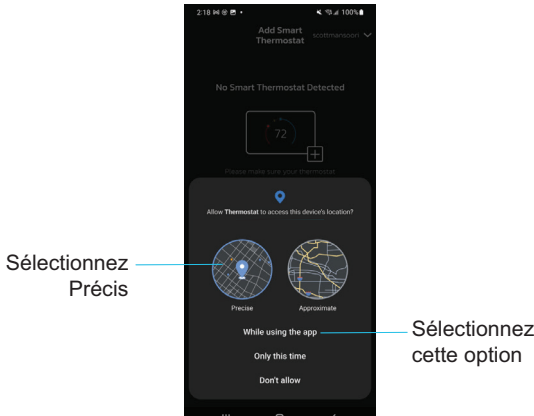 2:18
100%
Add Smart
Thermostat
scottmansoon
No Smart Thermostat Detected
72
Please make sure your thermostat
Allow Thermostat to access this device's location?
Sélectionnez
Précis
Precise
Approximate
While using the app
Sélectionnez
cette option
Only this time
Don't allow